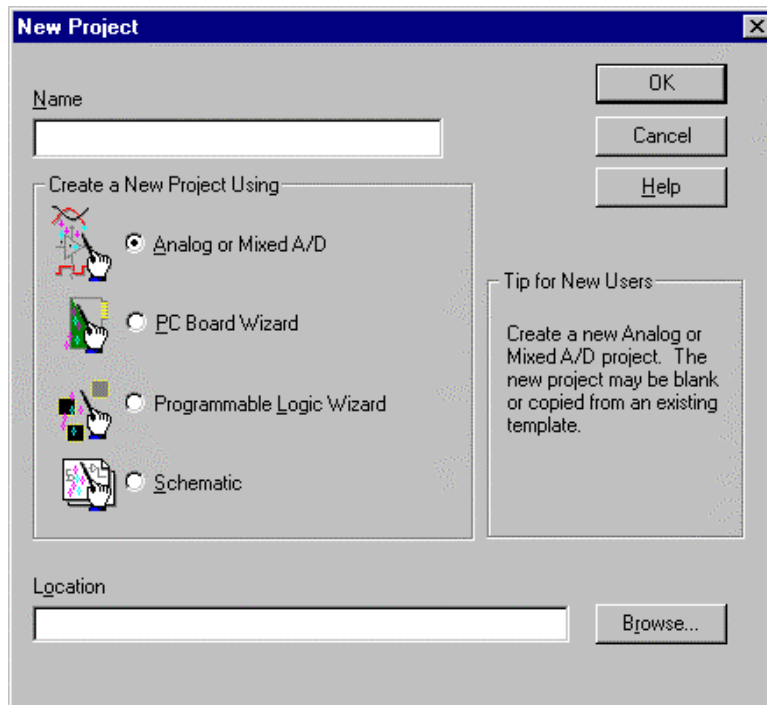 New Project
Name
OK
Cancel
Help
Create a New Project Using
Analog or Mixed A/D
PC Board Wizard
Programmable Logic Wizard
Schematic
Tip for New Users
Create a new Analog or
Mixed A/D project. The
new project may be blank
or copied from an existing
template.
Location
Browse...